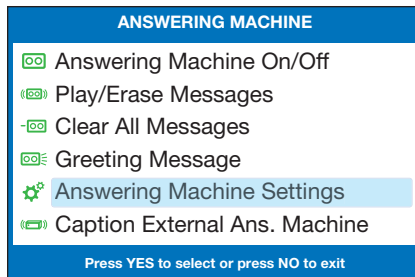 ANSWERING MACHINE
Answering Machine On/Off
Play/Erase Messages
Clear All Messages
Greeting Message
Answering Machine Settings
Caption External Ans. Machine
Press YES to select or press NO to exit